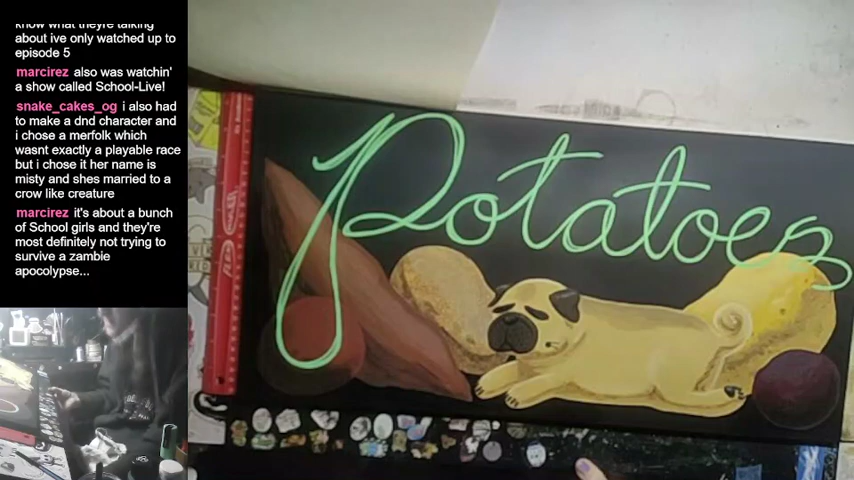 know what theyre talking
about ive only watched up to
episode 5
marcirez also was watchin'
a show called School-Live!
snake_cakes_og i also had
to make a dnd character and
i chose a merfolk which
wasnt exactly a playable race
but i chose it her name is
misty and shes married to a
crow like creature
marcirez it's about a bunch
of School girls and they're
most definitely not trying to
survive a zambie
apocolypse...
Potatoes